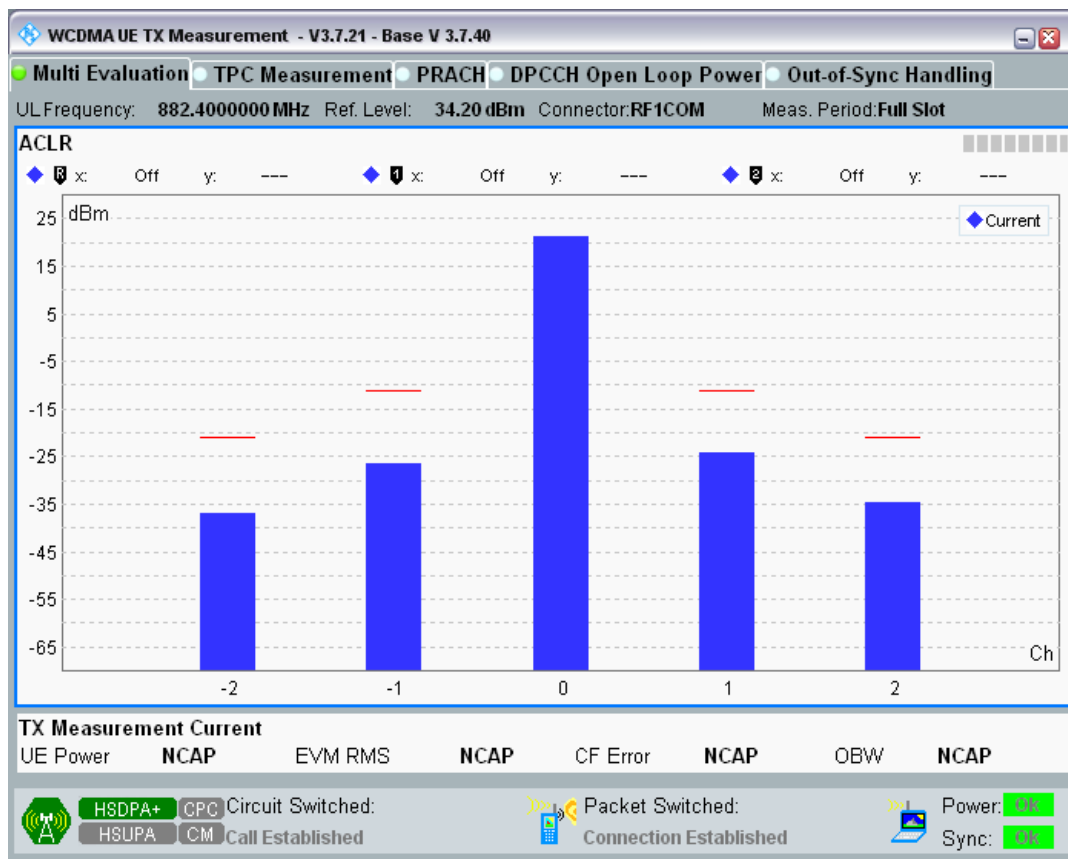 WCDMA UE TX Measurement - V3.7.21 - Base V 3.7.40
Multi Evaluation TPC Measurement PRACH DPCCH Open Loop Power Out-of-Sync Handling
UL Frequency: 882.4000000 MHz Ref. Level: 34.20 dBm Connector:RF1COM Meas. Period:Full Slot
ACLR
R x: Off y: --- 1 x: Off y: --- 2 x: Off y: ---
dBm
Current
25
15
5
-5
-15
-25
-35
-45
-55
-65
Ch
-2 -1 0 1 2
TX Measurement Current
UE Power NCAP EVM RMS NCAP CF Error NCAP OBW NCAP
HSDPA+ CPC Circuit Switched: Packet Switched: Power: OK
HSUPA CM Call Established Connection Established Sync: OK